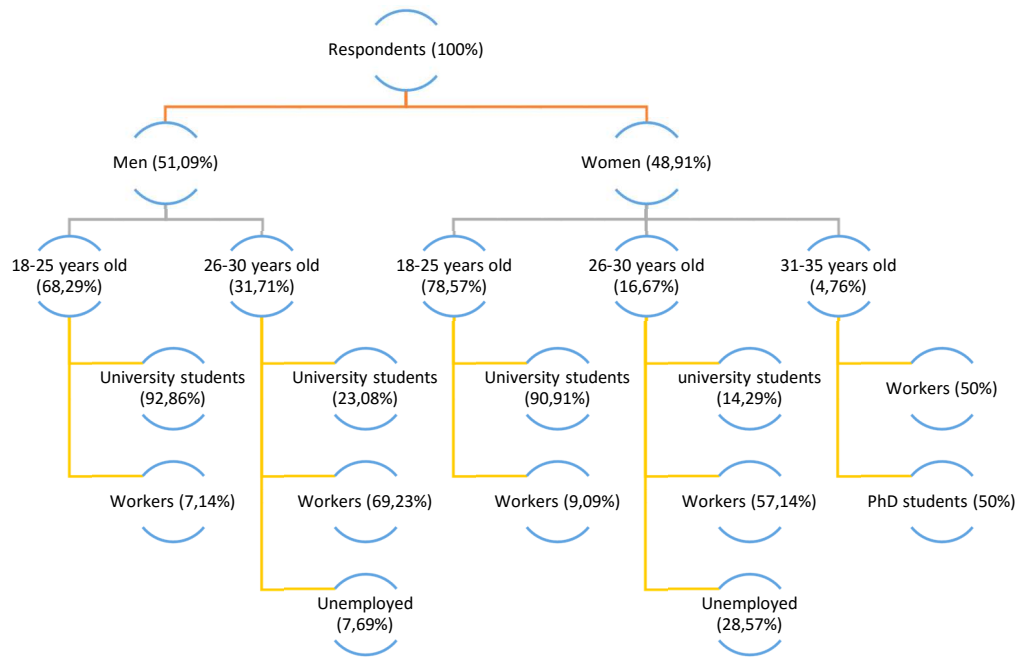 Respondents (100%)
Men (51,09%)
Women (48,91%)
18-25 years old
(68,29%)
26-30 years old
(31,71%)
18-25 years old
(78,57%)
26-30 years old
(16,67%)
31-35 years old
(4,76%)
University students
(92,86%)
University students
(23,08%)
University students
(90,91%)
university students
(14,29%)
Workers (50%)
Workers (7,14%)
Workers (69,23%)
Workers (9,09%)
Workers (57,14%)
PhD students (50%)
Unemployed
(7,69%)
Unemployed
(28,57%)